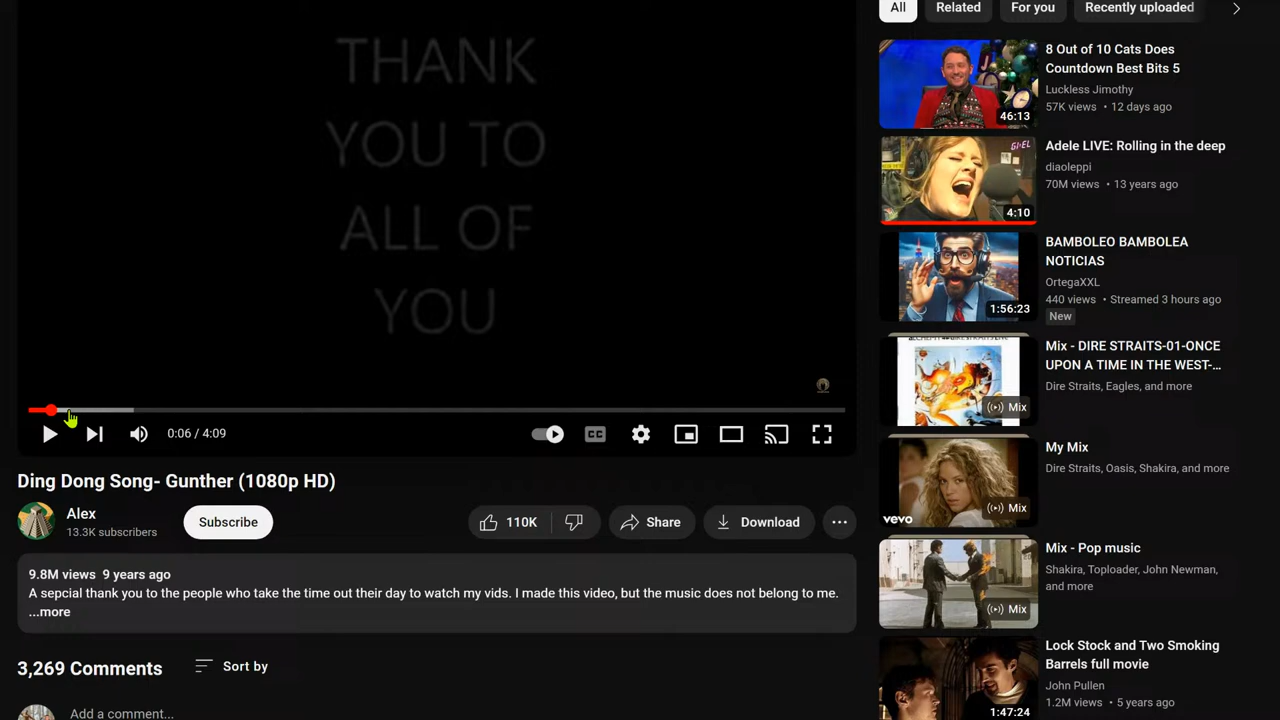 THANK
YOU TO
ALL OF
YOU
0:06 / 4:09
CC
Ding Dong Song- Gunther (1080p HD)
Alex
13.3K subscribers
Subscribe
110K
Share
Download
9.8M views 9 years ago
A sepcial thank you to the people who take the time out their day to watch my vids. I made this video, but the music does not belong to me.
...more
3,269 Comments
Sort by
Add a comment...
All
Related
For you
Recently uploaded
46:13
8 Out of 10 Cats Does
Countdown Best Bits 5
Luckless Jimothy
57K views • 12 days ago
4:10
Adele LIVE: Rolling in the deep
diaoleppi
70M views • 13 years ago
1:56:23
BAMBOLEO BAMBOLEA
NOTICIAS
OrtegaXXL
440 views • Streamed 3 hours ago
New
Mix
Mix - DIRE STRAITS-01-ONCE
UPON A TIME IN THE WEST-...
Dire Straits, Eagles, and more
vevo
Mix
My Mix
Dire Straits, Oasis, Shakira, and more
Mix
Mix - Pop music
Shakira, Toploader, John Newman,
and more
1:47:24
Lock Stock and Two Smoking
Barrels full movie
John Pullen
1.2M views • 5 years ago